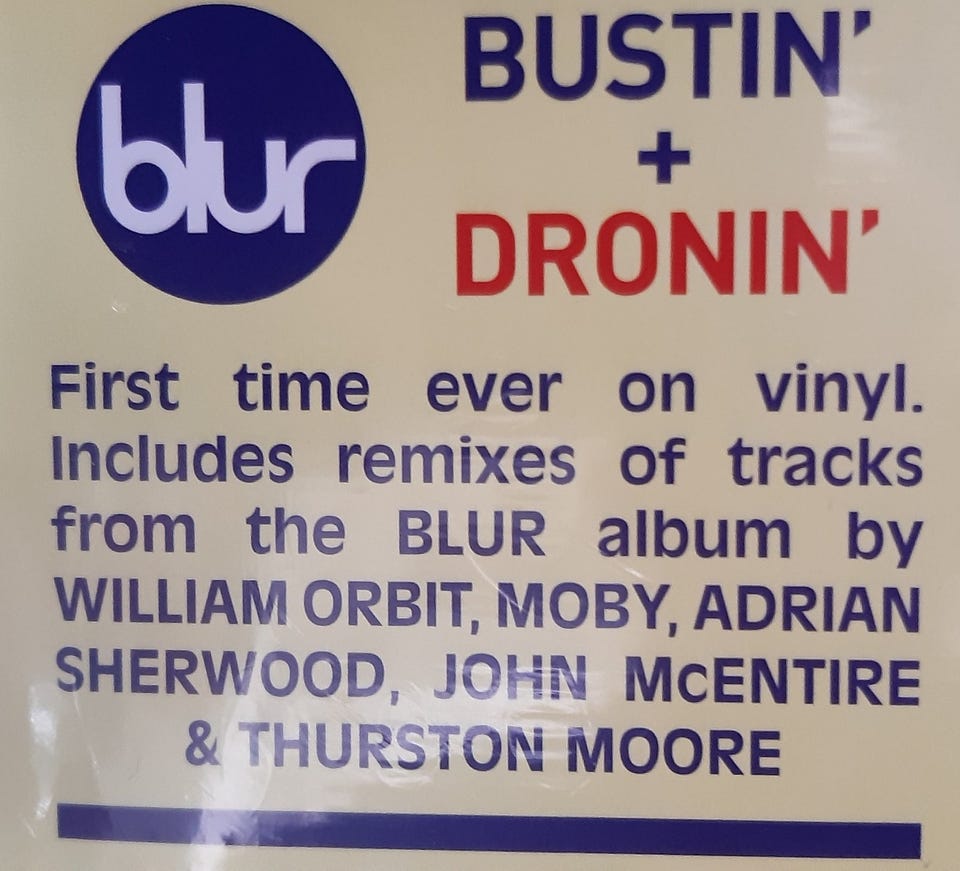 blur
BUSTIN'
+
DRONIN'
First time ever on vinyl.
Includes remixes of tracks
from the BLUR album by
WILLIAM ORBIT, MOBY, ADRIAN
SHERWOOD, JOHN McENTIRE
& THURSTON MOORE